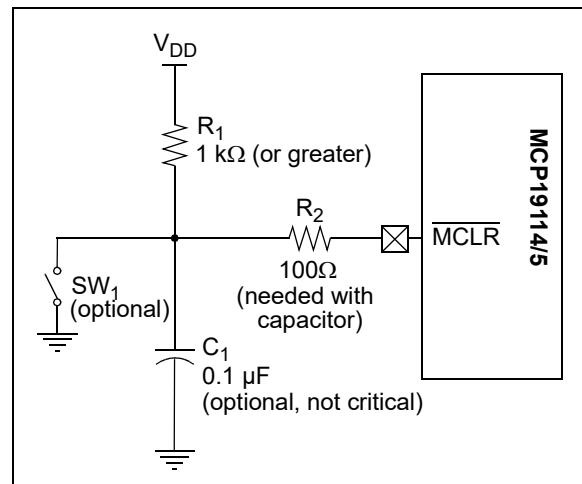 V_DD
R_1
1 kΩ (or greater)
R_2
MCLR
100Ω
(needed with
capacitor)
SW_1
(optional)
C_1
0.1 µF
(optional, not critical)
MCP19114/5